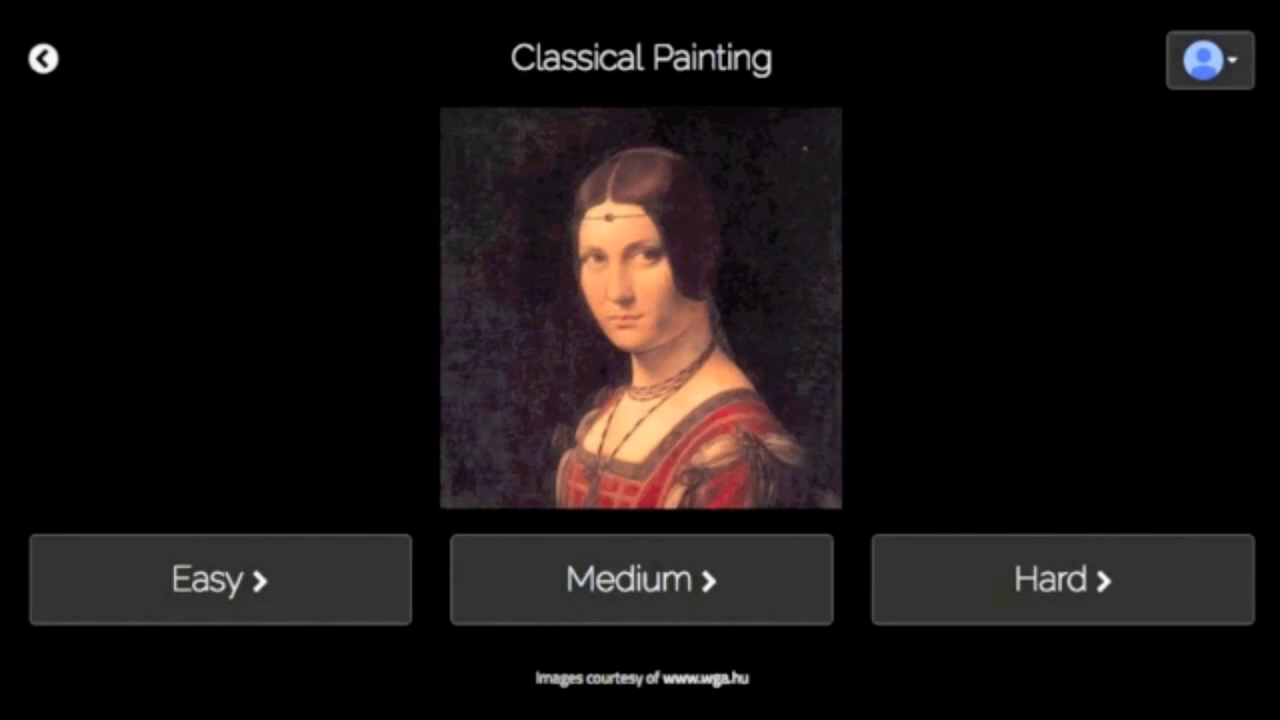 Classical Painting
Easy
Medium
Hard
Images courtesy of www.wga.hu